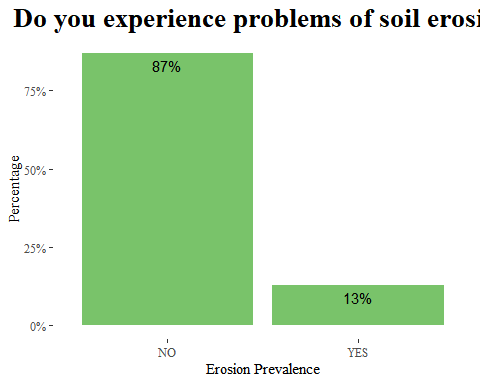 Do you experience problems of soil erosi
87%
75%
50%
25%
0%
13%
Percentage
NO
YES
Erosion Prevalence